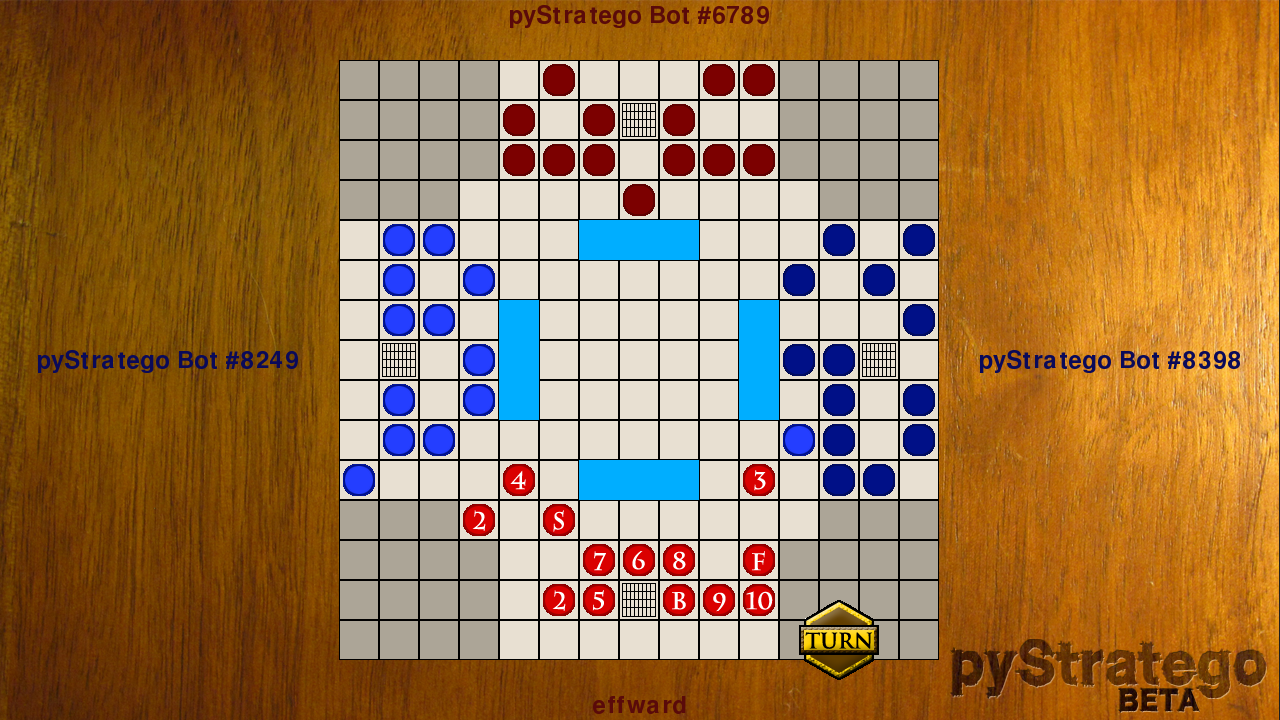 pyStratego Bot #6789
pyStratego Bot #8249
pyStratego Bot #8398
4
3
2
S
7 6 8 F
2 5 B 9 10
TURN
pyStratego
BETA
effward